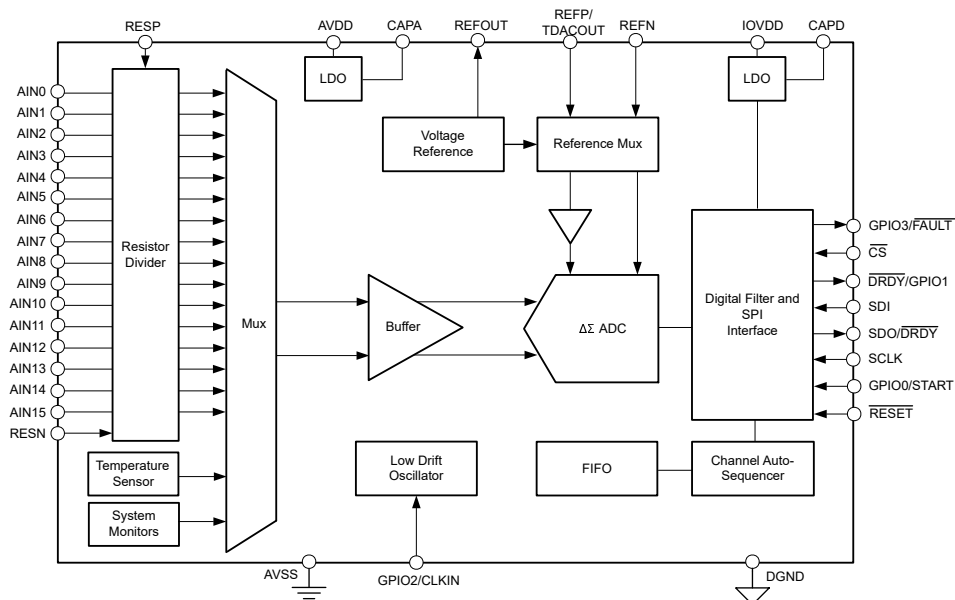 RESP
AVDD
CAPA
REFOUT
REFP/
TDACOUT
REFN
IOVDD
CAPD
LDO
LDO
AIN0
AIN1
AIN2
AIN3
AIN4
AIN5
AIN6
AIN7
AIN8
AIN9
AIN10
AIN11
AIN12
AIN13
AIN14
AIN15
RESN
Resistor
Divider
Mux
Voltage
Reference
Reference Mux
Buffer
ΔΣ ADC
Digital Filter and
SPI
Interface
GPIO3/FAULT
CS
DRDY/GPIO1
SDI
SDO/DRDY
SCLK
GPIO0/START
RESET
Temperature
Sensor
System
Monitors
Low Drift
Oscillator
FIFO
Channel Auto-
Sequencer
AVSS
GPIO2/CLKIN
DGND